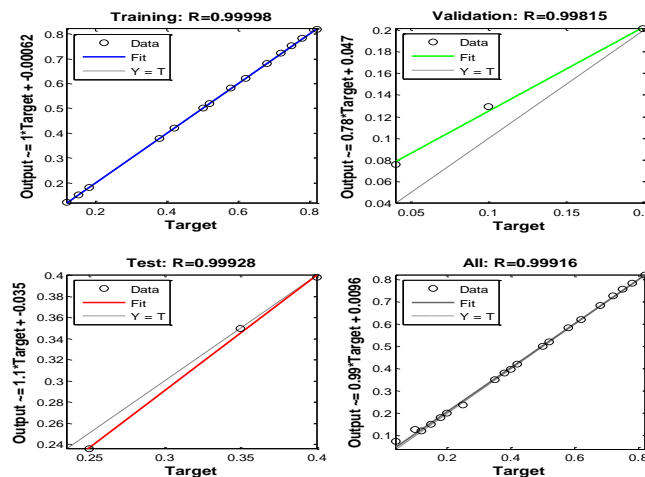 Training: R=0.99998
Output ~= 1*Target + -0.00062
0.8
0.7
0.6
0.5
0.4
0.3
0.2
Data
Fit
Y = T
0.2
0.4
0.6
0.8
Target
Validation: R=0.99815
Output ~= 0.78*Target + 0.047
0.2
0.18
0.16
0.14
0.12
0.1
0.08
0.06
0.04
Data
Fit
Y = T
0.05
0.1
0.15
0.2
Target
Test: R=0.99928
Output ~= 1.1*Target + -0.035
0.4
0.38
0.36
0.34
0.32
0.3
0.28
0.26
0.24
Data
Fit
Y = T
0.25
0.3
0.35
0.4
Target
All: R=0.99916
Output ~= 0.99*Target + 0.0096
0.8
0.7
0.6
0.5
0.4
0.3
0.2
0.1
Data
Fit
Y = T
0.2
0.4
0.6
0.8
Target